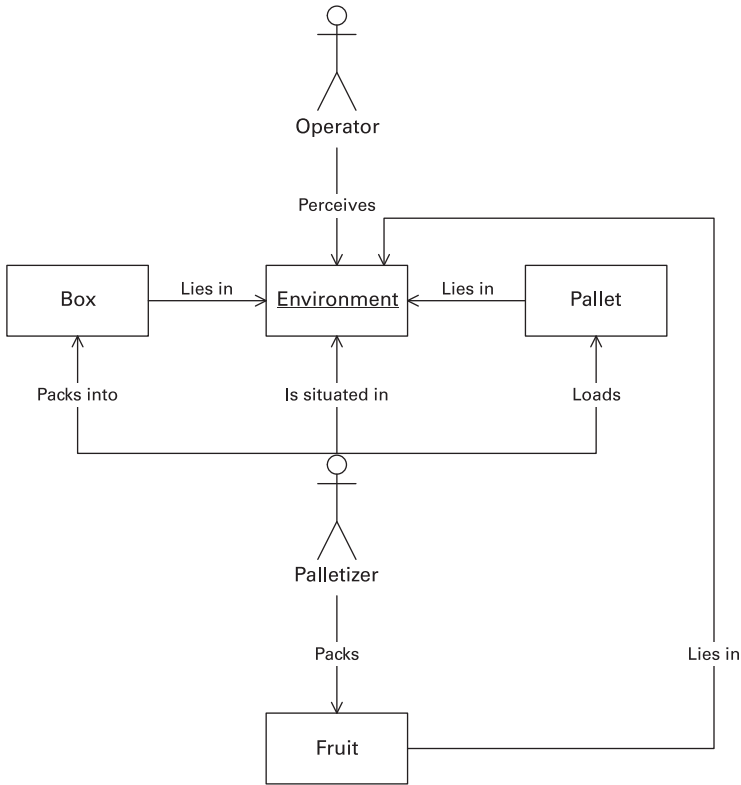 Operator
Perceives
Box
Lies in
Environment
Lies in
Pallet
Packs into
Is situated in
Loads
Palletizer
Packs
Lies in
Fruit